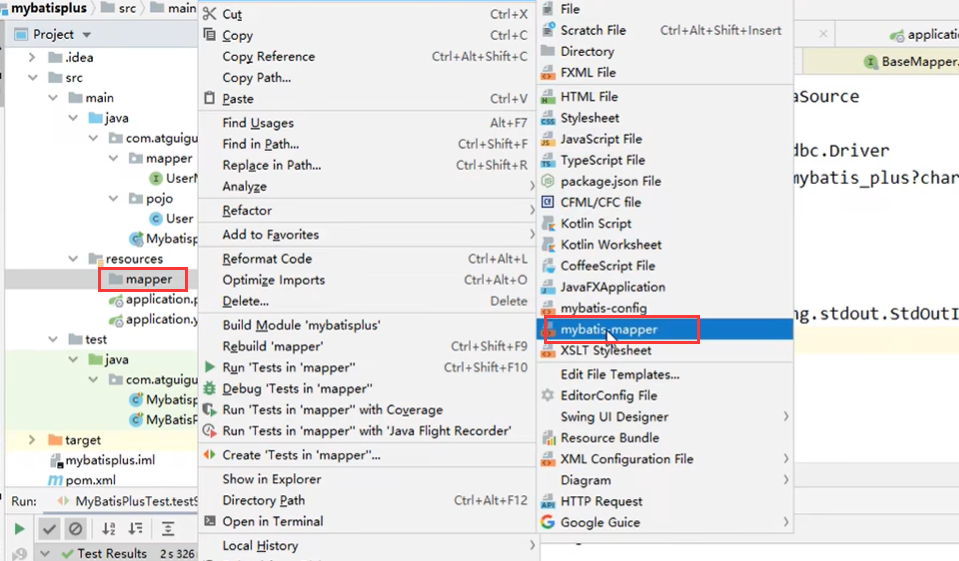 mybatisplus
src
main
Project
.idea
src
main
java
com.atguigu
mapper
UserM
pojo
User
Mybatisp
resources
mapper
application.p
application.y
test
java
com.atguigu
Mybatisp
MyBatisP
target
mybatisplus.iml
pom.xml
Run: MyBatisPlusTest.testS
Test Results 2 s 326
Cut Ctrl+X
Copy Ctrl+C
Copy Reference Ctrl+Alt+Shift+C
Copy Path...
Paste Ctrl+V
Find Usages Alt+F7
Find in Path... Ctrl+Shift+F
Replace in Path... Ctrl+Shift+R
Analyze
Refactor
Add to Favorites
Reformat Code Ctrl+Alt+L
Optimize Imports Ctrl+Alt+O
Delete... Delete
Build Module 'mybatisplus'
Rebuild 'mapper' Ctrl+Shift+F9
Run 'Tests in 'mapper'' Ctrl+Shift+F10
Debug 'Tests in 'mapper''
Run 'Tests in 'mapper'' with Coverage
Run 'Tests in 'mapper'' with 'Java Flight Recorder'
Create 'Tests in 'mapper''...
Show in Explorer
Directory Path Ctrl+Alt+F12
Open in Terminal
Local History
File
Scratch File Ctrl+Alt+Shift+Insert
Directory
FXML File
HTML File
Stylesheet
JavaScript File
TypeScript File
package.json File
CFML/CFC file
Kotlin Script
Kotlin Worksheet
CoffeeScript File
JavaFXApplication
mybatis-config
mybatis-mapper
XSLT Stylesheet
Edit File Templates...
EditorConfig File
Swing UI Designer
Resource Bundle
XML Configuration File
Diagram
HTTP Request
Google Guice
application
BaseMapper.
aSource
dbc.Driver
mybatis_plus?char
ng.stdout.StdOutI